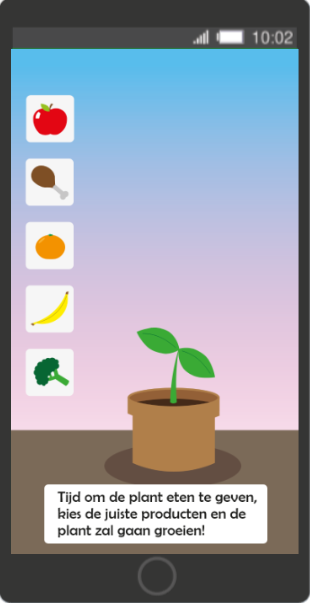 10:02
Tijd om de plant eten te geven,
kies de juiste producten en de
plant zal gaan groeien!